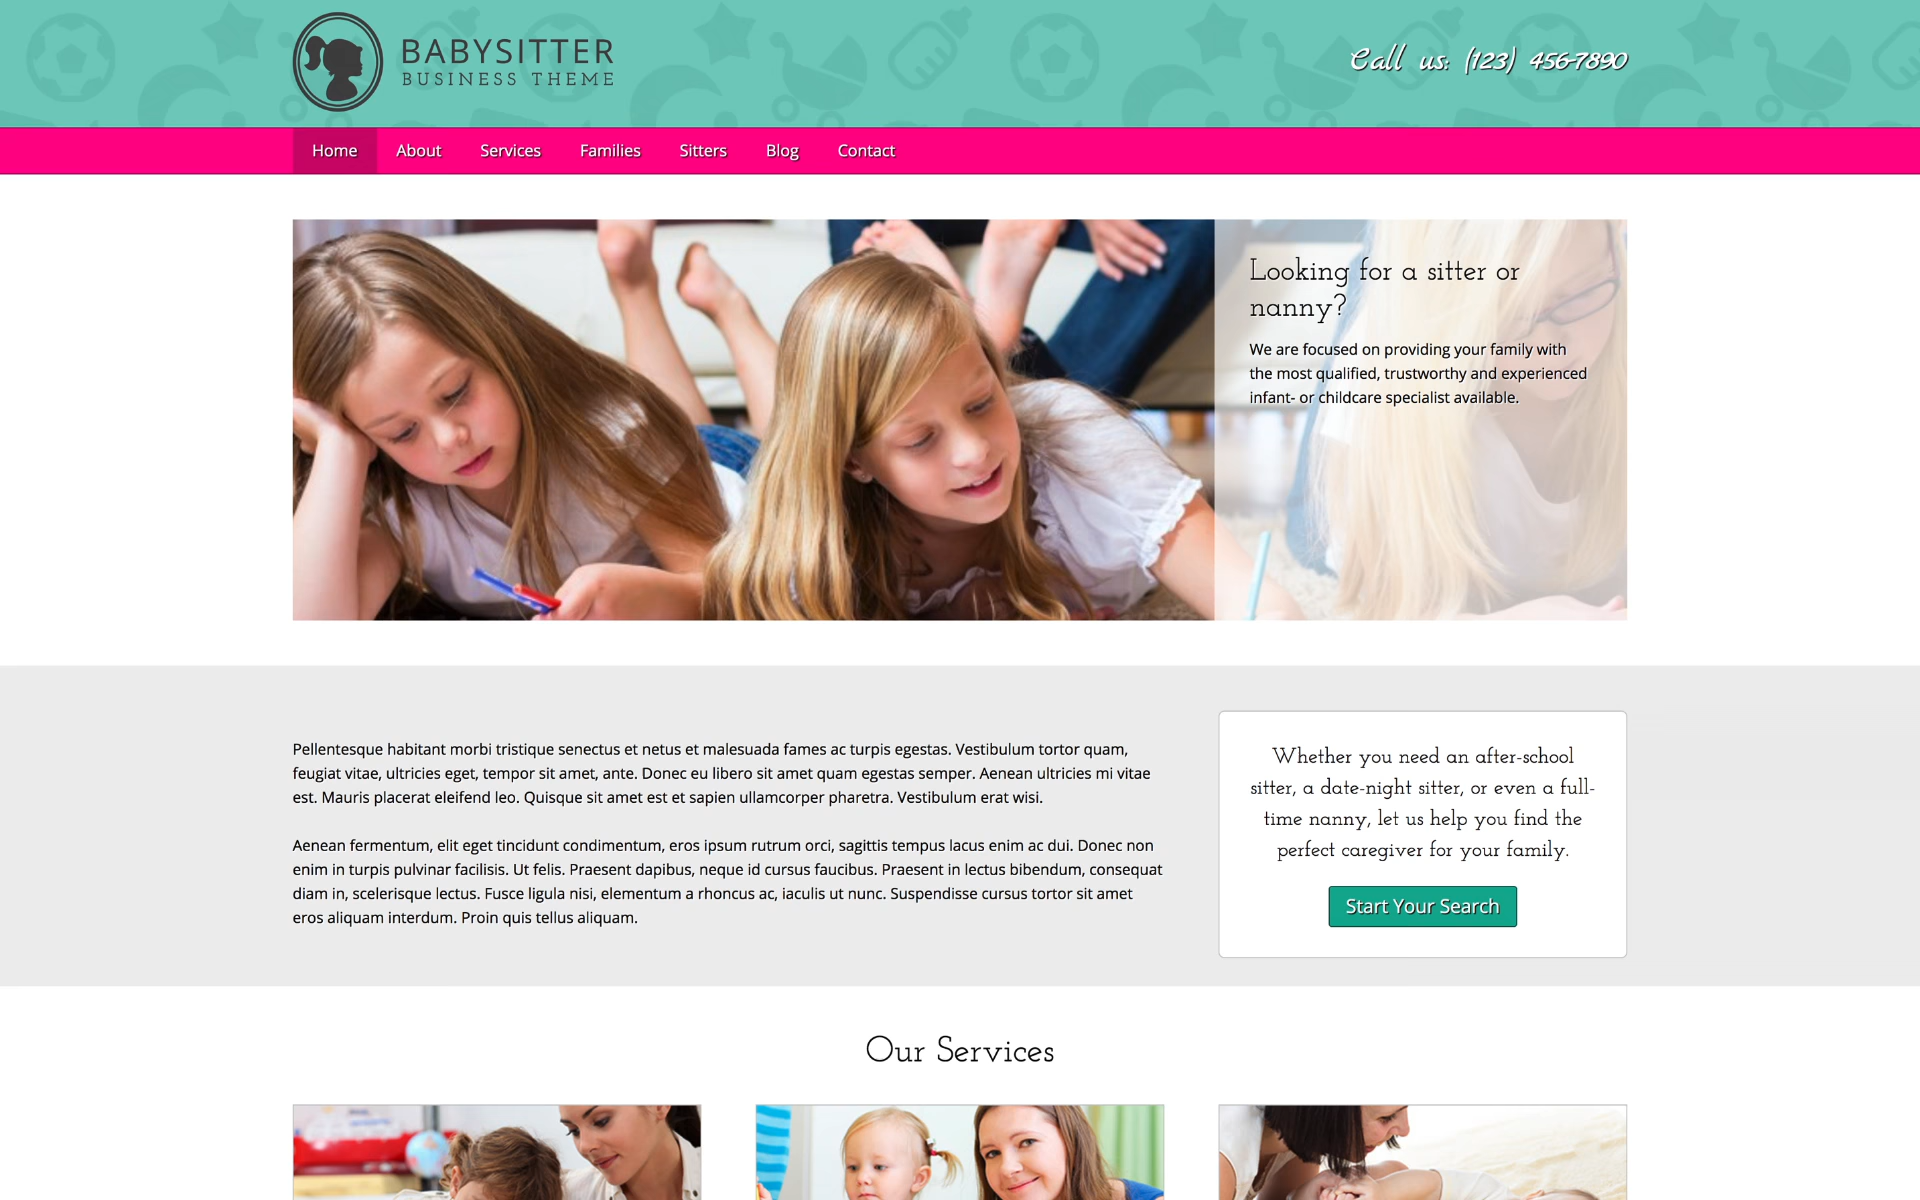 BABYSITTER
BUSINESS THEME
Call us: (123) 456-7890
Home About Services Families Sitters Blog Contact
Looking for a sitter or
nanny?
We are focused on providing your family with
the most qualified, trustworthy and experienced
infant- or childcare specialist available.
Pellentesque habitant morbi tristique senectus et netus et malesuada fames ac turpis egestas. Vestibulum tortor quam,
feugiat vitae, ultricies eget, tempor sit amet, ante. Donec eu libero sit amet quam egestas semper. Aenean ultricies mi vitae
est. Mauris placerat eleifend leo. Quisque sit amet est et sapien ullamcorper pharetra. Vestibulum erat wisi.
Aenean fermentum, elit eget tincidunt condimentum, eros ipsum rutrum orci, sagittis tempus lacus enim ac dui. Donec non
enim in turpis pulvinar facilisis. Ut felis. Praesent dapibus, neque id cursus faucibus. Praesent in lectus bibendum, consequat
diam in, scelerisque lectus. Fusce ligula nisi, elementum a rhoncus ac, iaculis ut nunc. Suspendisse cursus tortor sit amet
eros aliquam interdum. Proin quis tellus aliquam.
Whether you need an after-school
sitter, a date-night sitter, or even a full-
time nanny, let us help you find the
perfect caregiver for your family.
Start Your Search
Our Services